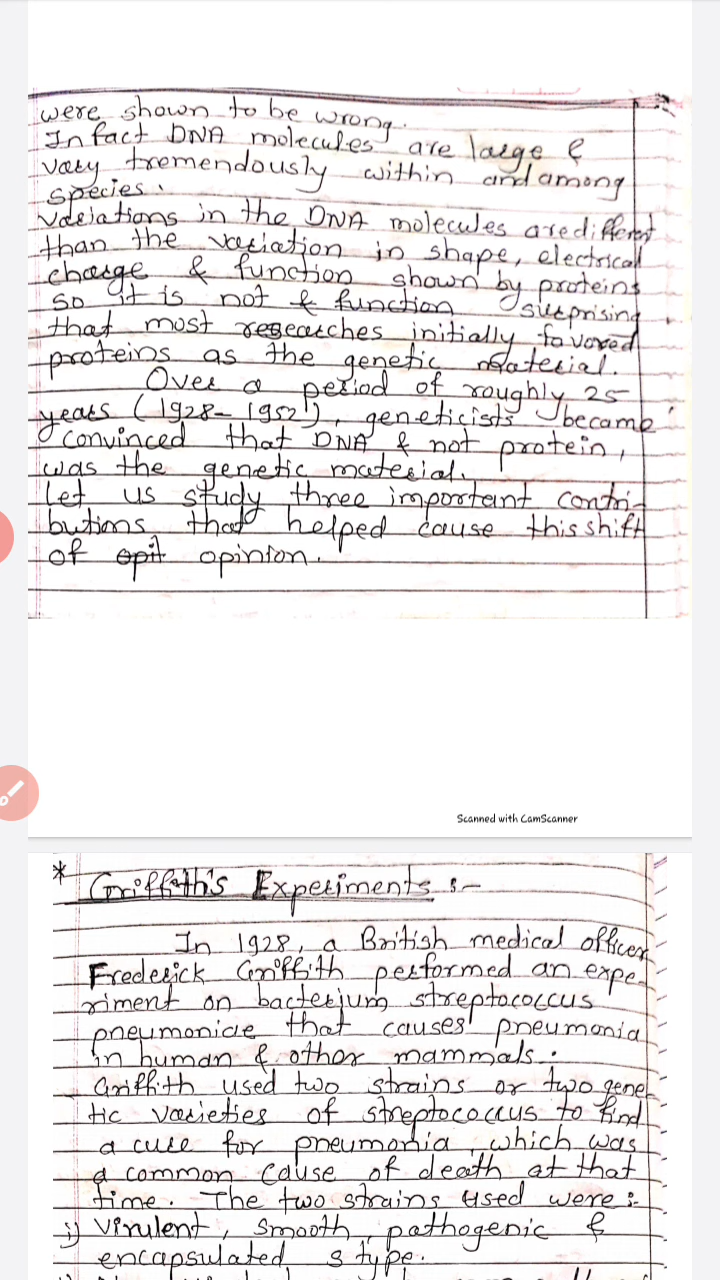 were shown to be wrong.
In fact DNA molecules are large &
vary tremendously within and among
species.
Variations in the DNA molecules are different
than the variation in shape, electrical
charge & function shown by proteins
so it is not & function surprising
that most researches initially favored
proteins as the genetic material.
Over a period of roughly 25
years (1928-1952), geneticists became
convinced that DNA & not protein,
was the genetic material.
Let us study three important contri-
butions that helped cause this shift
of opi opinion.
Scanned with CamScanner
* Griffith's Experiments :-
In 1928, a British medical officer
Frederick Griffith performed an expe-
riment on bacterium streptococcus
pneumoniae that causes pneumonia
in human & other mammals.
Griffith used two strains or two gene-
tic varieties of streptococcus to find
a cure for pneumonia, which was
a common cause of death at that
time. The two strains used were :-
i) Virulent, smooth, pathogenic &
encapsulated s type.